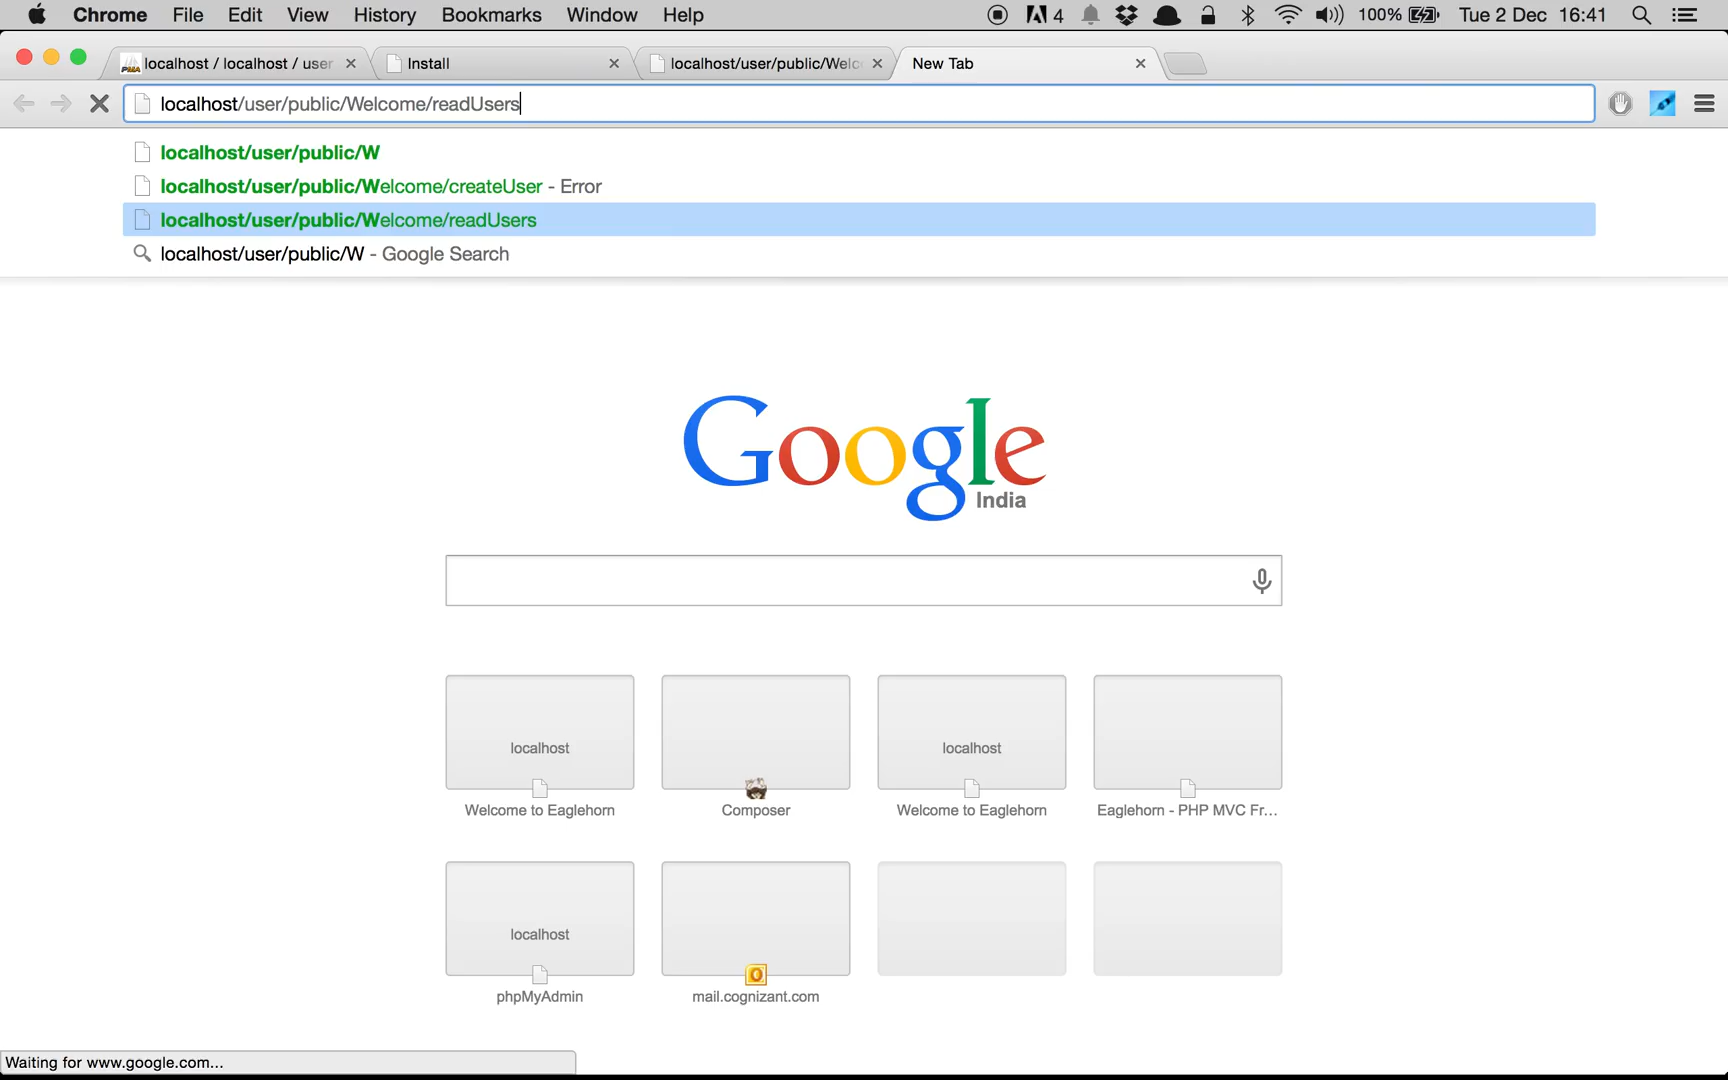 Chrome File Edit View History Bookmarks Window Help 4 100% Tue 2 Dec 16:41
localhost / localhost / user Install localhost/user/public/Welc New Tab
localhost/user/public/Welcome/readUsers
localhost/user/public/W
localhost/user/public/Welcome/createUser - Error
localhost/user/public/Welcome/readUsers
localhost/user/public/W - Google Search
Google
India
localhost localhost
Welcome to Eaglehorn Composer Welcome to Eaglehorn Eaglehorn - PHP MVC Fr...
localhost
phpMyAdmin mail.cognizant.com
Waiting for www.google.com...